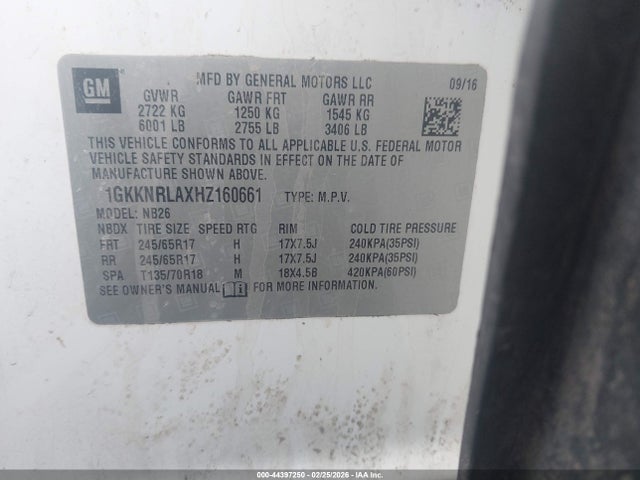 GM
MFD BY GENERAL MOTORS LLC 09/16
GVWR GAWR FRT GAWR RR
2722 KG 1250 KG 1545 KG
6001 LB 2755 LB 3406 LB
THIS VEHICLE CONFORMS TO ALL APPLICABLE U.S. FEDERAL MOTOR
VEHICLE SAFETY STANDARDS IN EFFECT ON THE DATE OF
MANUFACTURE SHOWN ABOVE.
1GKKNRLAXHZ160661 TYPE: M.P.V.
MODEL: NB26
NBDX TIRE SIZE SPEED RTG RIM COLD TIRE PRESSURE
FRT 245/65R17 H 17X7.5J 240KPA(35PSI)
RR 245/65R17 H 17X7.5J 240KPA(35PSI)
SPA T135/70R18 M 18X4.5B 420KPA(60PSI)
SEE OWNER'S MANUAL FOR MORE INFORMATION.
000-44397250 - 02/25/2026 - Copyright IAA, LLC